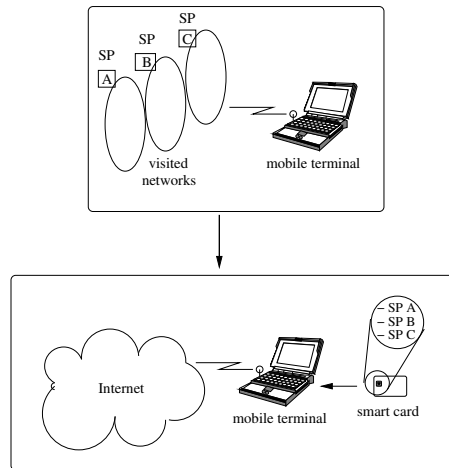 SP
C
SP
B
SP
A
visited
networks
mobile terminal
– SP A
– SP B
– SP C
Internet
mobile terminal
smart card